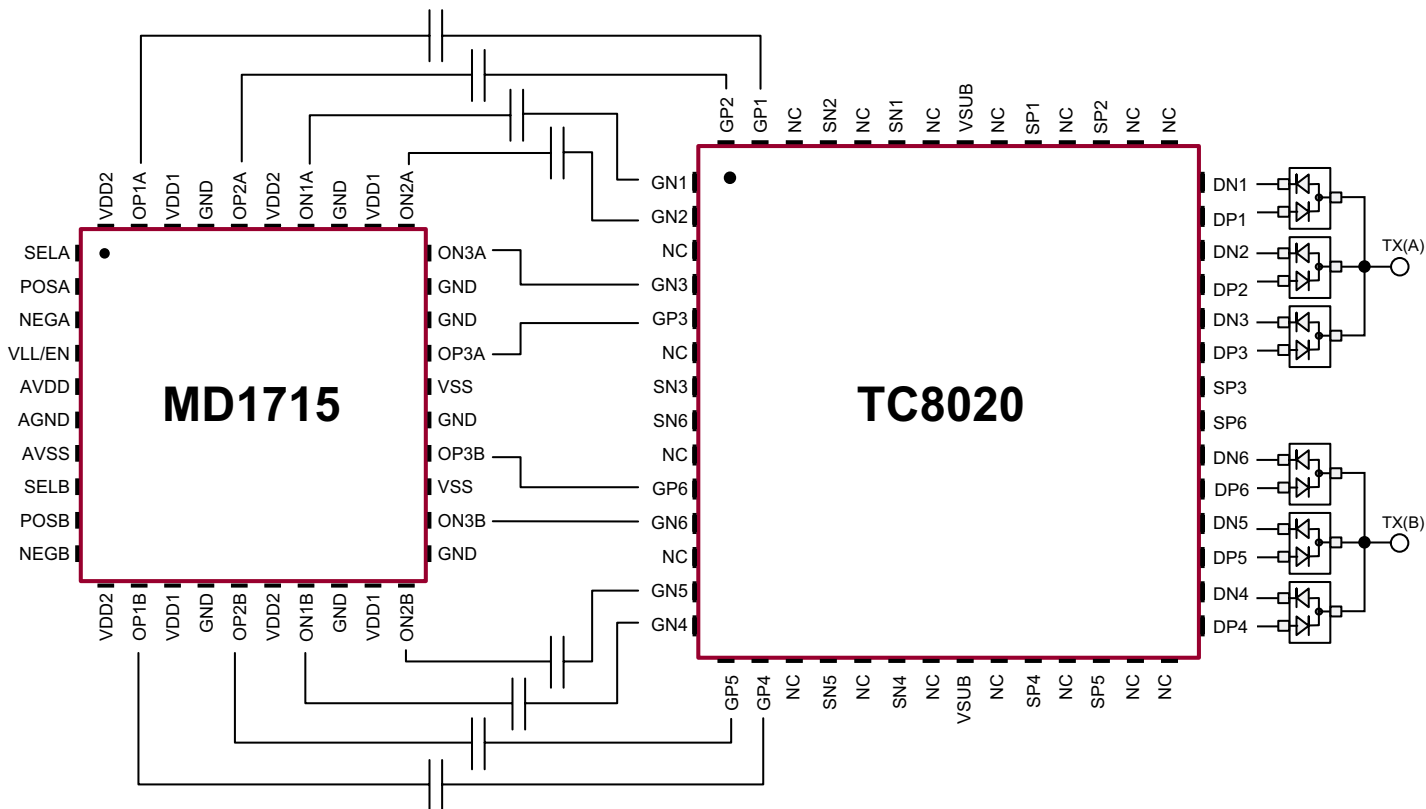 GP2 GP1 NC SN2 NC SN1 NC VSUB NC SP1 NC SP2 NC NC
VDD2 OP1A VDD1 GND OP2A VDD2 ON1A GND VDD1 ON2A
SELA
POSA
NEGA
VLL/EN
AVDD
AGND
AVSS
SELB
POSB
NEGB
MD1715
ON3A
GND
GND
OP3A
VSS
GND
OP3B
VSS
ON3B
GND
VDD2 OP1B VDD1 GND OP2B VDD2 ON1B GND VDD1 ON2B
GN1
GN2
NC
GN3
GP3
NC
SN3
SN6
NC
GP6
GN6
NC
GN5
GN4
TC8020
DN1
DP1
DN2
DP2
DN3
DP3
SP3
SP6
DN6
DP6
DN5
DP5
DN4
DP4
TX(A)
TX(B)
GP5 GP4 NC SN5 NC SN4 NC VSUB NC SP4 NC SP5 NC NC